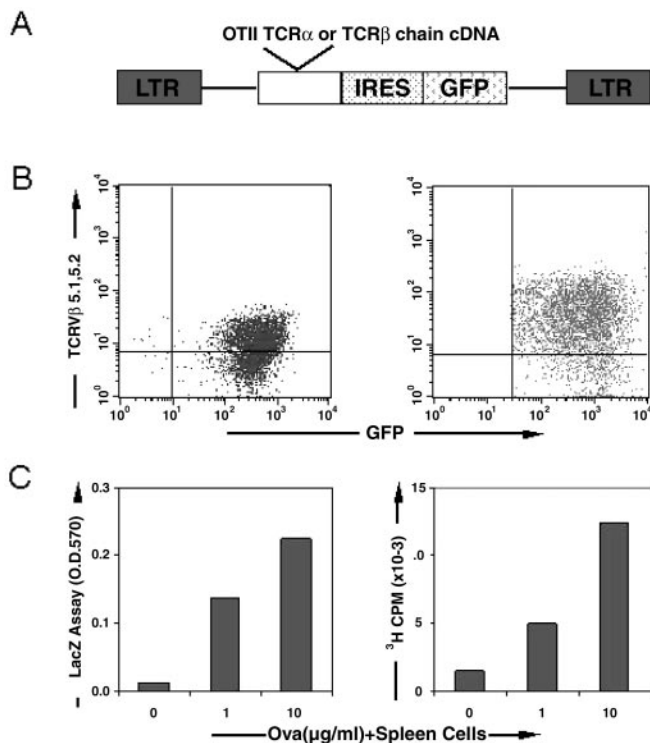 A
OTII TCRα or TCRβ chain cDNA
LTR
IRES
GFP
LTR
B
TCRVβ 5.1,5.2
10⁴
10³
10²
10¹
10⁰
10⁰ 10¹ 10² 10³ 10⁴
10⁴
10³
10²
10¹
10⁰
10⁰ 10¹ 10² 10³ 10⁴
GFP
C
LacZ Assay (O.D.570)
0.3
0.2
0.1
0.0
0 1 10
³H CPM (x10-3)
15
.0
5
0
0 1 10
Ova(µg/ml)+Spleen Cells